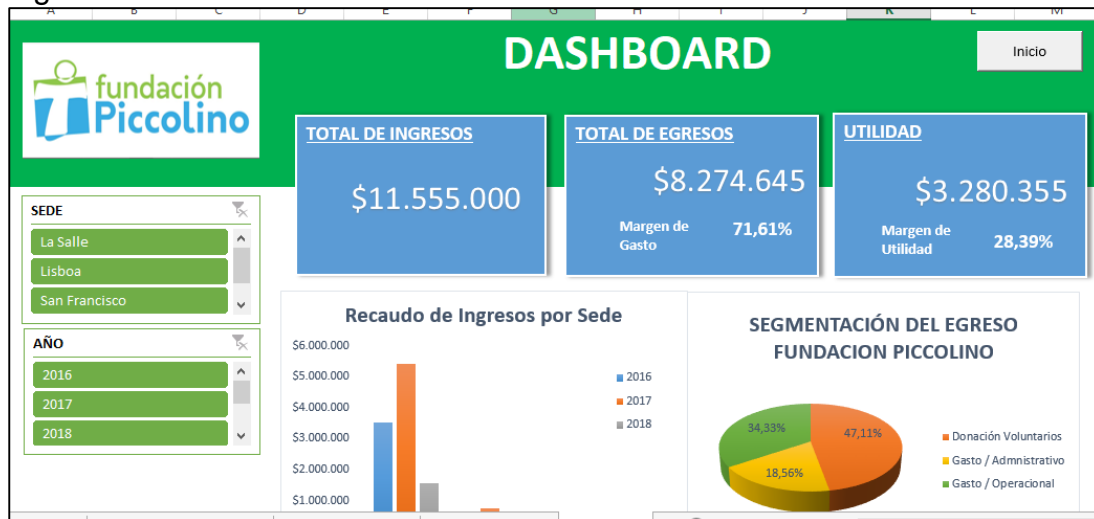 A B C D E F G H I J K L M
DASHBOARD
Inicio
fundación
Piccolino
TOTAL DE INGRESOS
$11.555.000
TOTAL DE EGRESOS
$8.274.645
Margen de
Gasto
71,61%
UTILIDAD
$3.280.355
Margen de
Utilidad
28,39%
SEDE
La Salle
Lisboa
San Francisco
AÑO
2016
2017
2018
Recaudo de Ingresos por Sede
$6.000.000
$5.000.000
$4.000.000
$3.000.000
$2.000.000
$1.000.000
2016
2017
2018
SEGMENTACIÓN DEL EGRESO
FUNDACION PICCOLINO
34,33%
47,11%
18,56%
Donación Voluntarios
Gasto / Admnistrativo
Gasto / Operacional